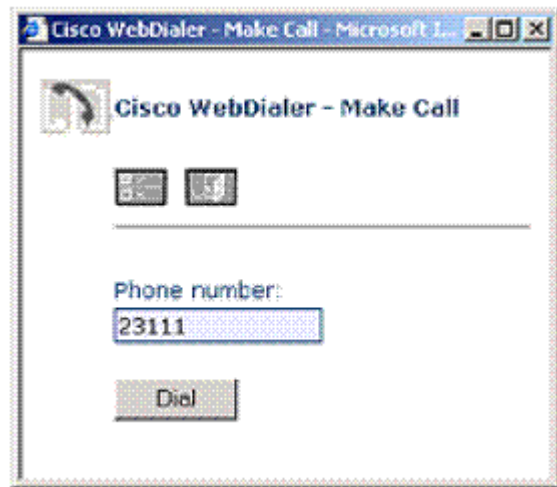 Cisco WebDialer - Make Call - Microsoft I...
Cisco WebDialer - Make Call
Phone number:
23111
Dial